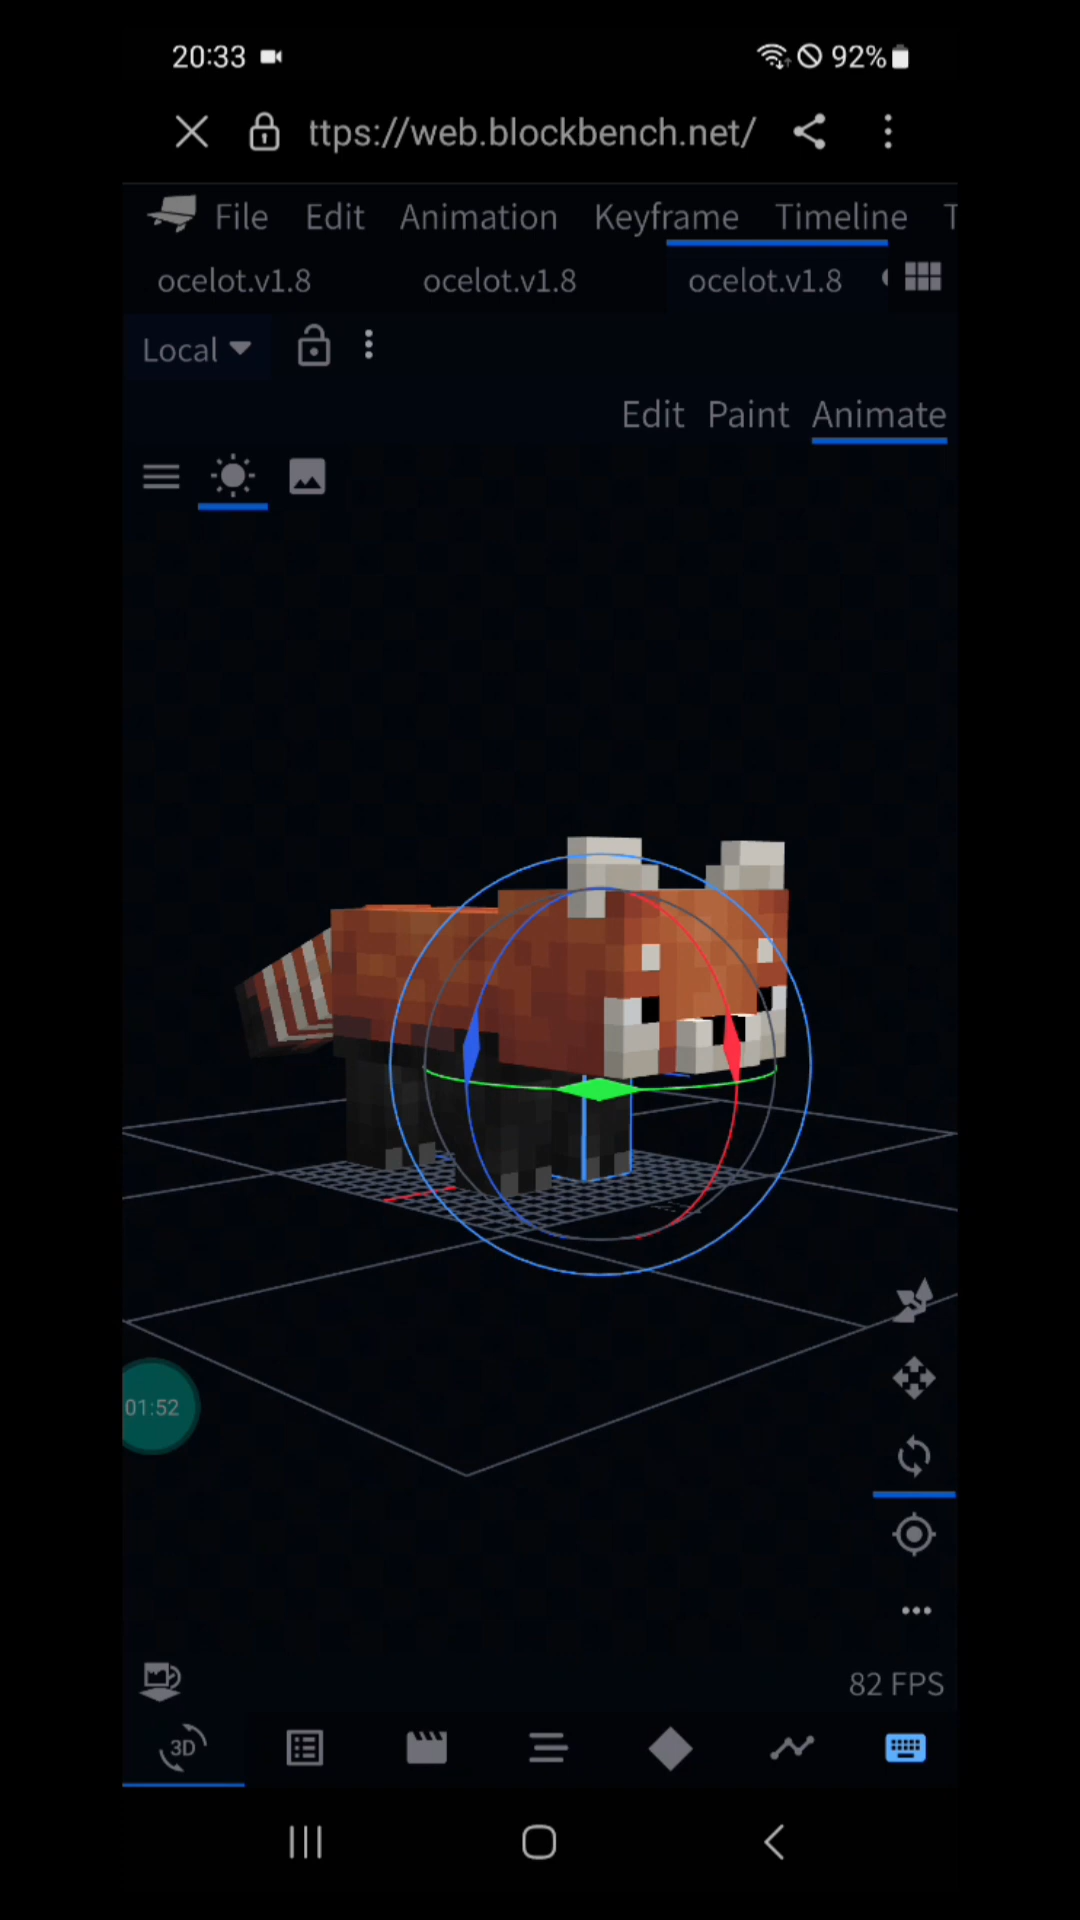 20:33 92%
ttps://web.blockbench.net/
File Edit Animation Keyframe Timeline T
ocelot.v1.8 ocelot.v1.8 ocelot.v1.8
Local
Edit Paint Animate
01:52
82 FPS
3D